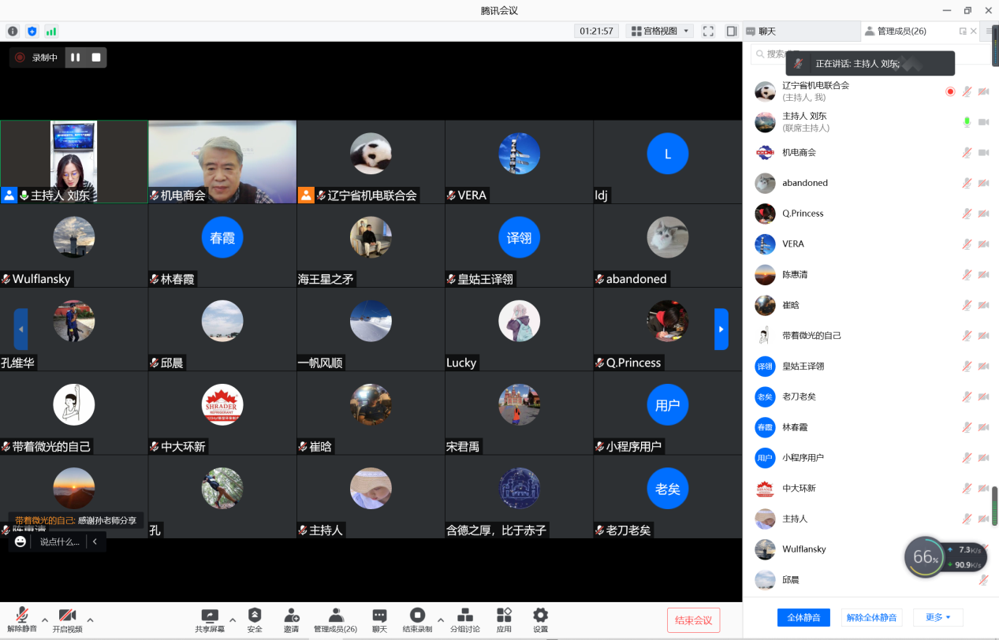 腾讯会议
01:21:57
宫格视图
聊天
管理成员(26)
录制中
搜索成员
正在讲话: 主持人 刘东;
主持人 刘东
机电商会
辽宁省机电联合会
VERA
L
ldj
Wulflansky
春霞
林春霞
海王星之矛
译翎
皇姑王译翎
abandoned
孔维华
邱晨
一帆风顺
Lucky
Q.Princess
带着微光的自己
SHRADER
REFRIGERANT
中大环新
崔晗
宋君禹
用户
小程序用户
陈惠清
孔
主持人
含德之厚，比于赤子
老矣
老刀老矣
带着微光的自己: 感谢孙老师分享
说点什么...
辽宁省机电联合会
(主持人, 我)
主持人 刘东
(联席主持人)
CCCME
机电商会
abandoned
Q.Princess
VERA
陈惠清
崔晗
带着微光的自己
译翎
皇姑王译翎
老矣
老刀老矣
春霞
林春霞
用户
小程序用户
SHRADER
中大环新
主持人
Wulflansky
邱晨
66%
7.3K/s
90.9K/s
解除静音
开启视频
共享屏幕
安全
邀请
管理成员(26)
聊天
结束录制
分组讨论
应用
设置
结束会议
全体静音
解除全体静音
更多